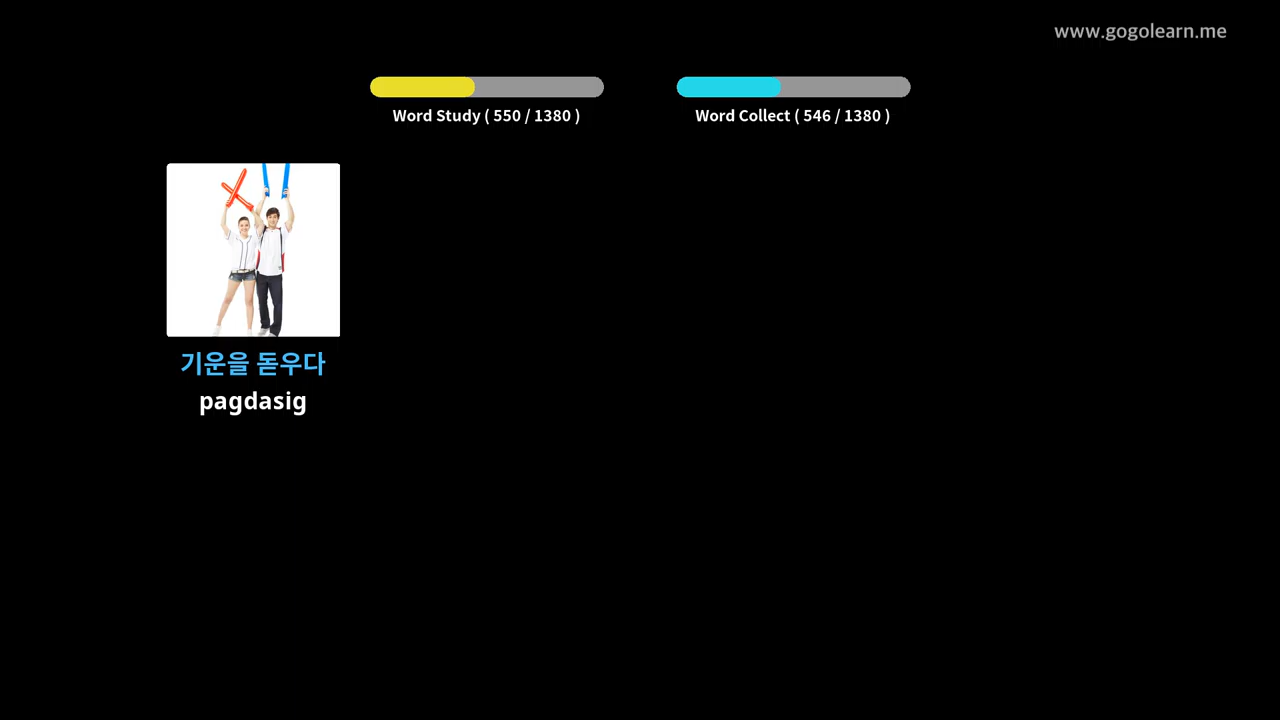 www.gogolearn.me
Word Study ( 550 / 1380 )
Word Collect ( 546 / 1380 )
기운을 돋우다
pagdasig